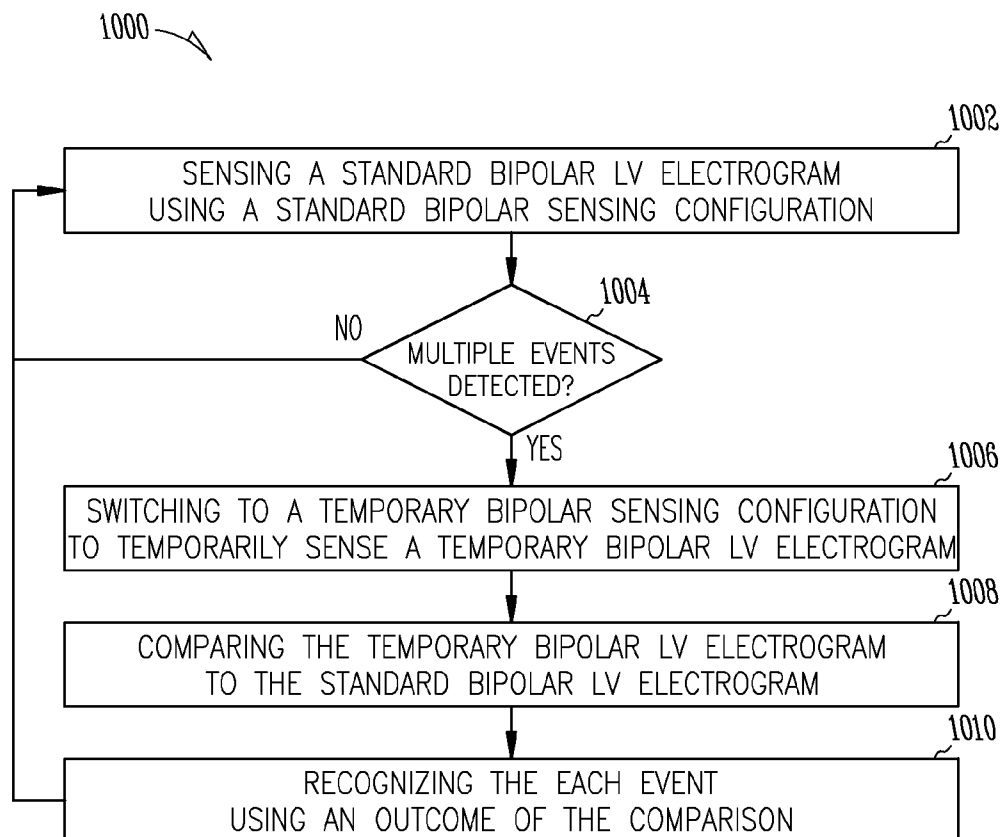 1000
1002
SENSING A STANDARD BIPOLAR LV ELECTROGRAM
USING A STANDARD BIPOLAR SENSING CONFIGURATION
1004
NO
MULTIPLE EVENTS
DETECTED?
YES
1006
SWITCHING TO A TEMPORARY BIPOLAR SENSING CONFIGURATION
TO TEMPORARILY SENSE A TEMPORARY BIPOLAR LV ELECTROGRAM
1008
COMPARING THE TEMPORARY BIPOLAR LV ELECTROGRAM
TO THE STANDARD BIPOLAR LV ELECTROGRAM
1010
RECOGNIZING THE EACH EVENT
USING AN OUTCOME OF THE COMPARISON